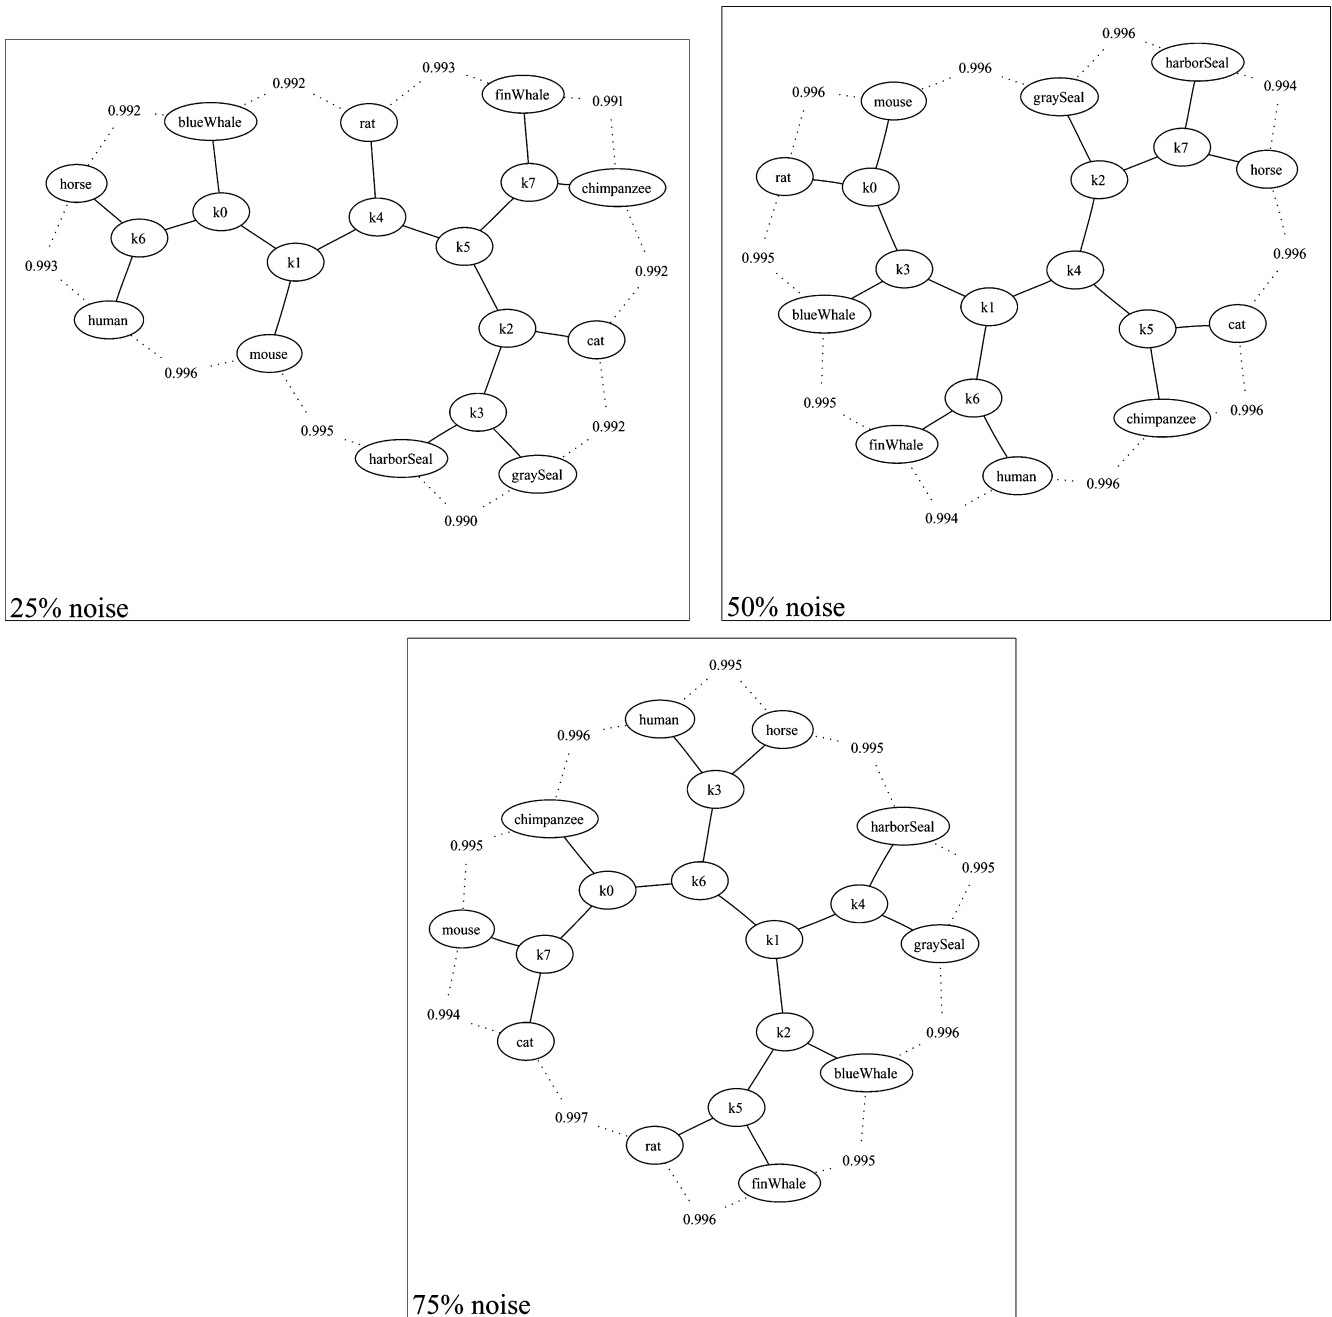 0.993
finWhale
0.992
0.991
0.992
blueWhale
rat
horse
k7
chimpanzee
k0
k4
k6
k5
k1
0.993
0.992
human
k2
cat
mouse
0.996
k3
0.995
0.992
harborSeal
graySeal
0.990
25% noise
0.996
harborSeal
0.996
0.994
0.996
graySeal
mouse
k7
rat
k2
horse
k0
0.995
k3
k4
0.996
blueWhale
k1
cat
k5
0.995
k6
0.996
chimpanzee
finWhale
human
0.996
0.994
50% noise
0.995
human
horse
0.996
0.995
k3
chimpanzee
harborSeal
0.995
0.995
k6
k0
k4
mouse
k1
graySeal
k7
0.994
k2
0.996
cat
blueWhale
k5
0.997
rat
0.995
finWhale
0.996
75% noise